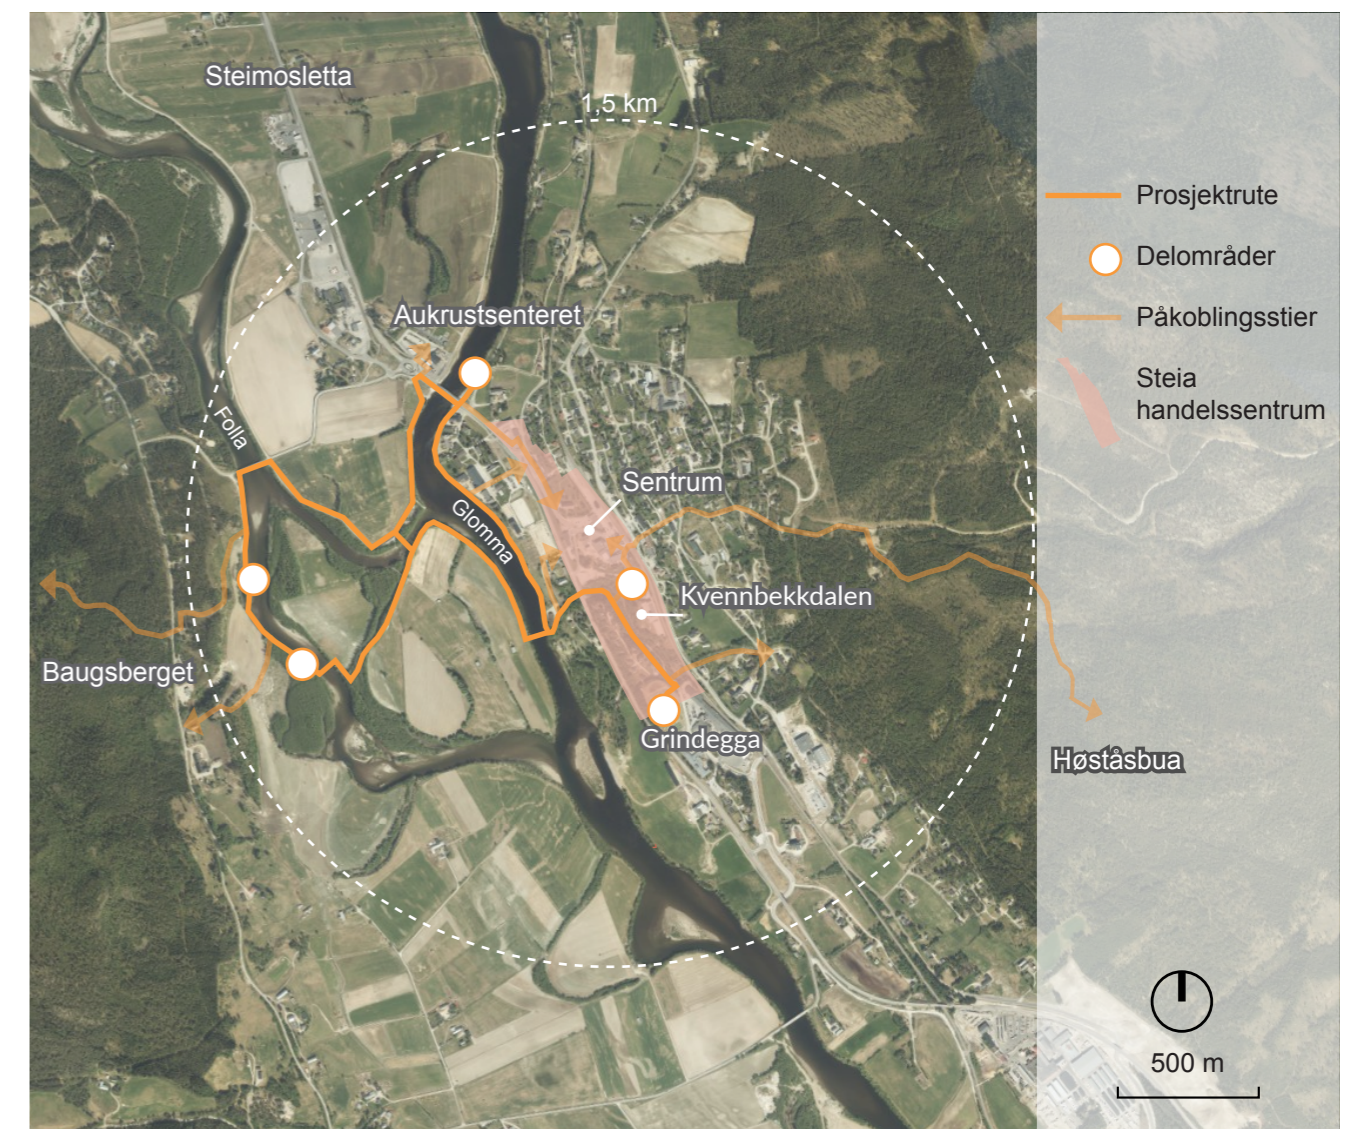 Steimosletta
1,5 km
Prosjektrute
Delområder
Aukrustsenteret
Påkoblingsstier
Steia
handelssentrum
Folla
Sentrum
Glomma
Kvennbekkdalen
Baugsberget
Grindegga
Høståsbua
500 m